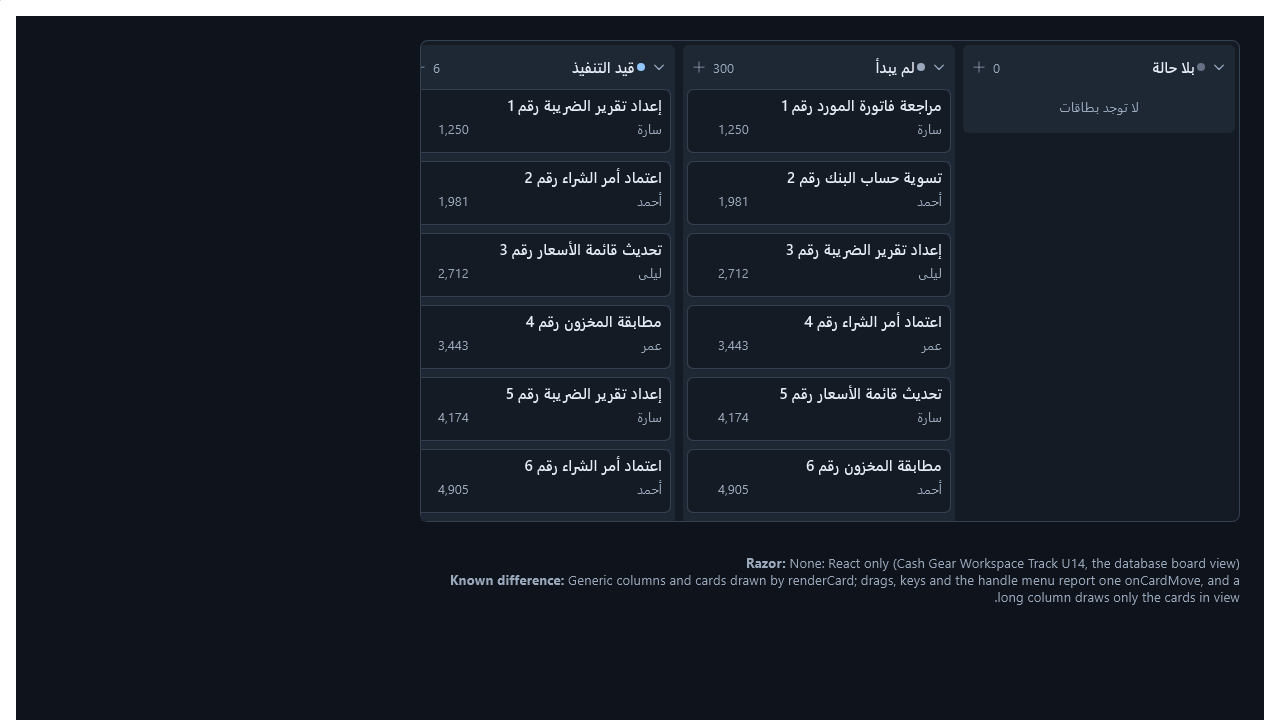 بلا حالة 0
لا توجد بطاقات
لم يبدأ 300
مراجعة فاتورة المورد رقم 1
سارة 1,250
تسوية حساب البنك رقم 2
أحمد 1,981
إعداد تقرير الضريبة رقم 3
ليلى 2,712
اعتماد أمر الشراء رقم 4
عمر 3,443
تحديث قائمة الأسعار رقم 5
سارة 4,174
مطابقة المخزون رقم 6
أحمد 4,905
قيد التنفيذ 6
إعداد تقرير الضريبة رقم 1
سارة 1,250
اعتماد أمر الشراء رقم 2
أحمد 1,981
تحديث قائمة الأسعار رقم 3
ليلى 2,712
مطابقة المخزون رقم 4
عمر 3,443
إعداد تقرير الضريبة رقم 5
سارة 4,174
اعتماد أمر الشراء رقم 6
أحمد 4,905
Razor: None: React only (Cash Gear Workspace Track U14, the database board view)
Known difference: Generic columns and cards drawn by renderCard; drags, keys and the handle menu report one onCardMove, and a
.long column draws only the cards in view